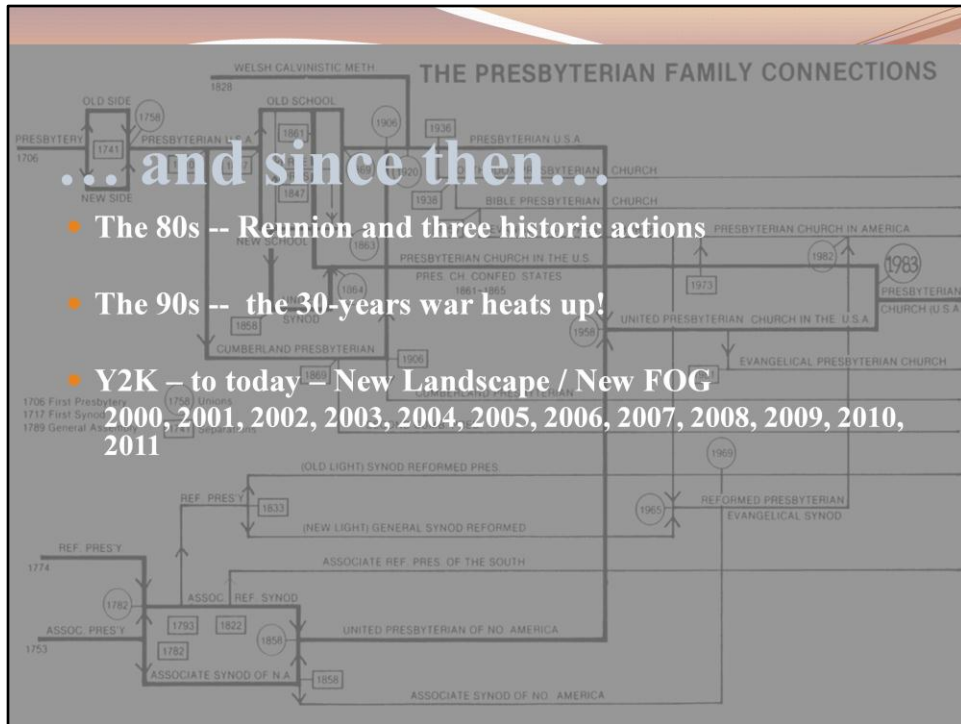 THE PRESBYTERIAN FAMILY CONNECTIONS
WELSH CALVINISTIC METH.
1828
OLD SIDE
1758
OLD SCHOOL
1906
1936
PRESBYTERY
1706
1741
PRESBYTERIAN U.S.A.
1861
PRESBYTERIAN U.S.A.
… and since then…
1920
CHURCH
NEW SIDE
1847
1938
BIBLE PRESBYTERIAN CHURCH
• The 80s -- Reunion and three historic actions
PRESBYTERIAN CHURCH IN AMERICA
NEW SCHOOL
1863
1982
1983
PRESBYTERIAN CHURCH IN THE U.S.
PRES. CH. CONFED. STATES
1861-1865
1864
1973
PRESBYTERIAN
CHURCH (U.S.A.
• The 90s -- the 30-years war heats up!
1858
SYNOD
1958
UNITED PRESBYTERIAN CHURCH IN THE U.S.A.
CUMBERLAND PRESBYTERIAN
1906
1869
EVANGELICAL PRESBYTERIAN CHURCH
• Y2K – to today – New Landscape / New FOG
CUMBERLAND PRESBYTERIAN
1706 First Presbytery
1758 Unions
1717 First Synod
1789 General Assembly
1741 Separations
2000, 2001, 2002, 2003, 2004, 2005, 2006, 2007, 2008, 2009, 2010,
2011
1969
(OLD LIGHT) SYNOD REFORMED PRES.
REF. PRES'Y
1833
1965
REFORMED PRESBYTERIAN
EVANGELICAL SYNOD
(NEW LIGHT) GENERAL SYNOD REFORMED
REF. PRES'Y
1774
ASSOCIATE REF. PRES. OF THE SOUTH
1782
ASSOC. REF. SYNOD
1793
1822
ASSOC. PRES'Y
1753
1782
1858
UNITED PRESBYTERIAN OF NO. AMERICA
ASSOCIATE SYNOD OF N.A.
1858
ASSOCIATE SYNOD OF NO. AMERICA